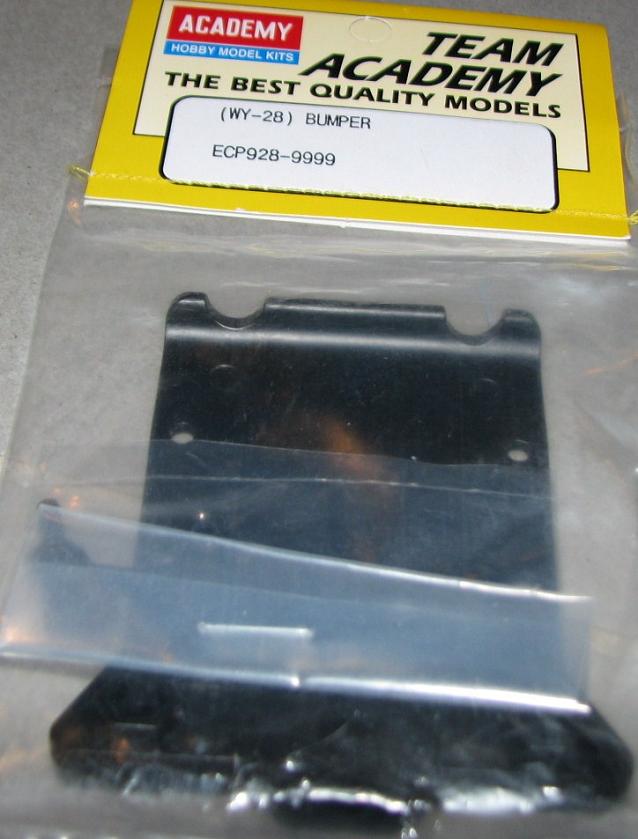 ACADEMY
HOBBY MODEL KITS
TEAM
ACADEMY
THE BEST QUALITY MODELS
(WY-28) BUMPER
ECP928-9999